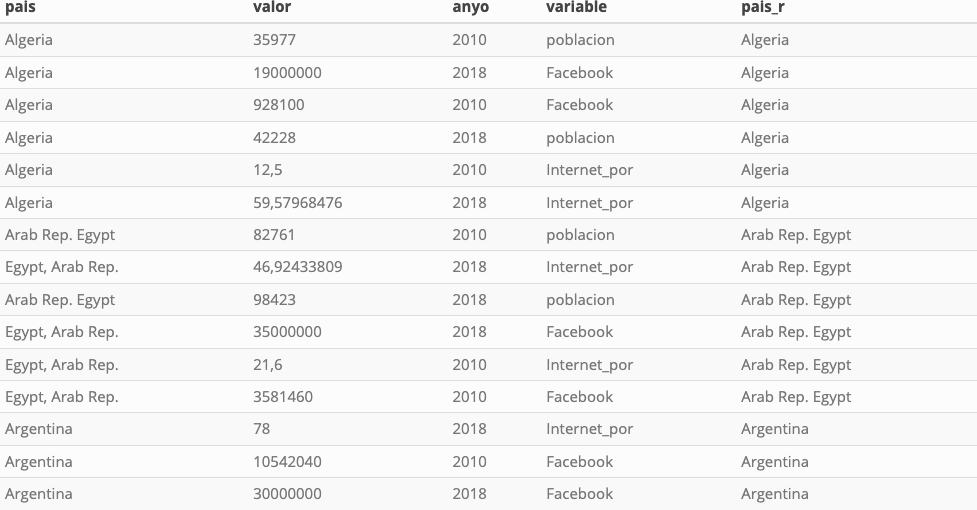 pais valor anyo variable pais_r
Algeria 35977 2010 poblacion Algeria
Algeria 19000000 2018 Facebook Algeria
Algeria 928100 2010 Facebook Algeria
Algeria 42228 2018 poblacion Algeria
Algeria 12,5 2010 Internet_por Algeria
Algeria 59,57968476 2018 Internet_por Algeria
Arab Rep. Egypt 82761 2010 poblacion Arab Rep. Egypt
Egypt, Arab Rep. 46,92433809 2018 Internet_por Arab Rep. Egypt
Arab Rep. Egypt 98423 2018 poblacion Arab Rep. Egypt
Egypt, Arab Rep. 35000000 2018 Facebook Arab Rep. Egypt
Egypt, Arab Rep. 21,6 2010 Internet_por Arab Rep. Egypt
Egypt, Arab Rep. 3581460 2010 Facebook Arab Rep. Egypt
Argentina 78 2018 Internet_por Argentina
Argentina 10542040 2010 Facebook Argentina
Argentina 30000000 2018 Facebook Argentina